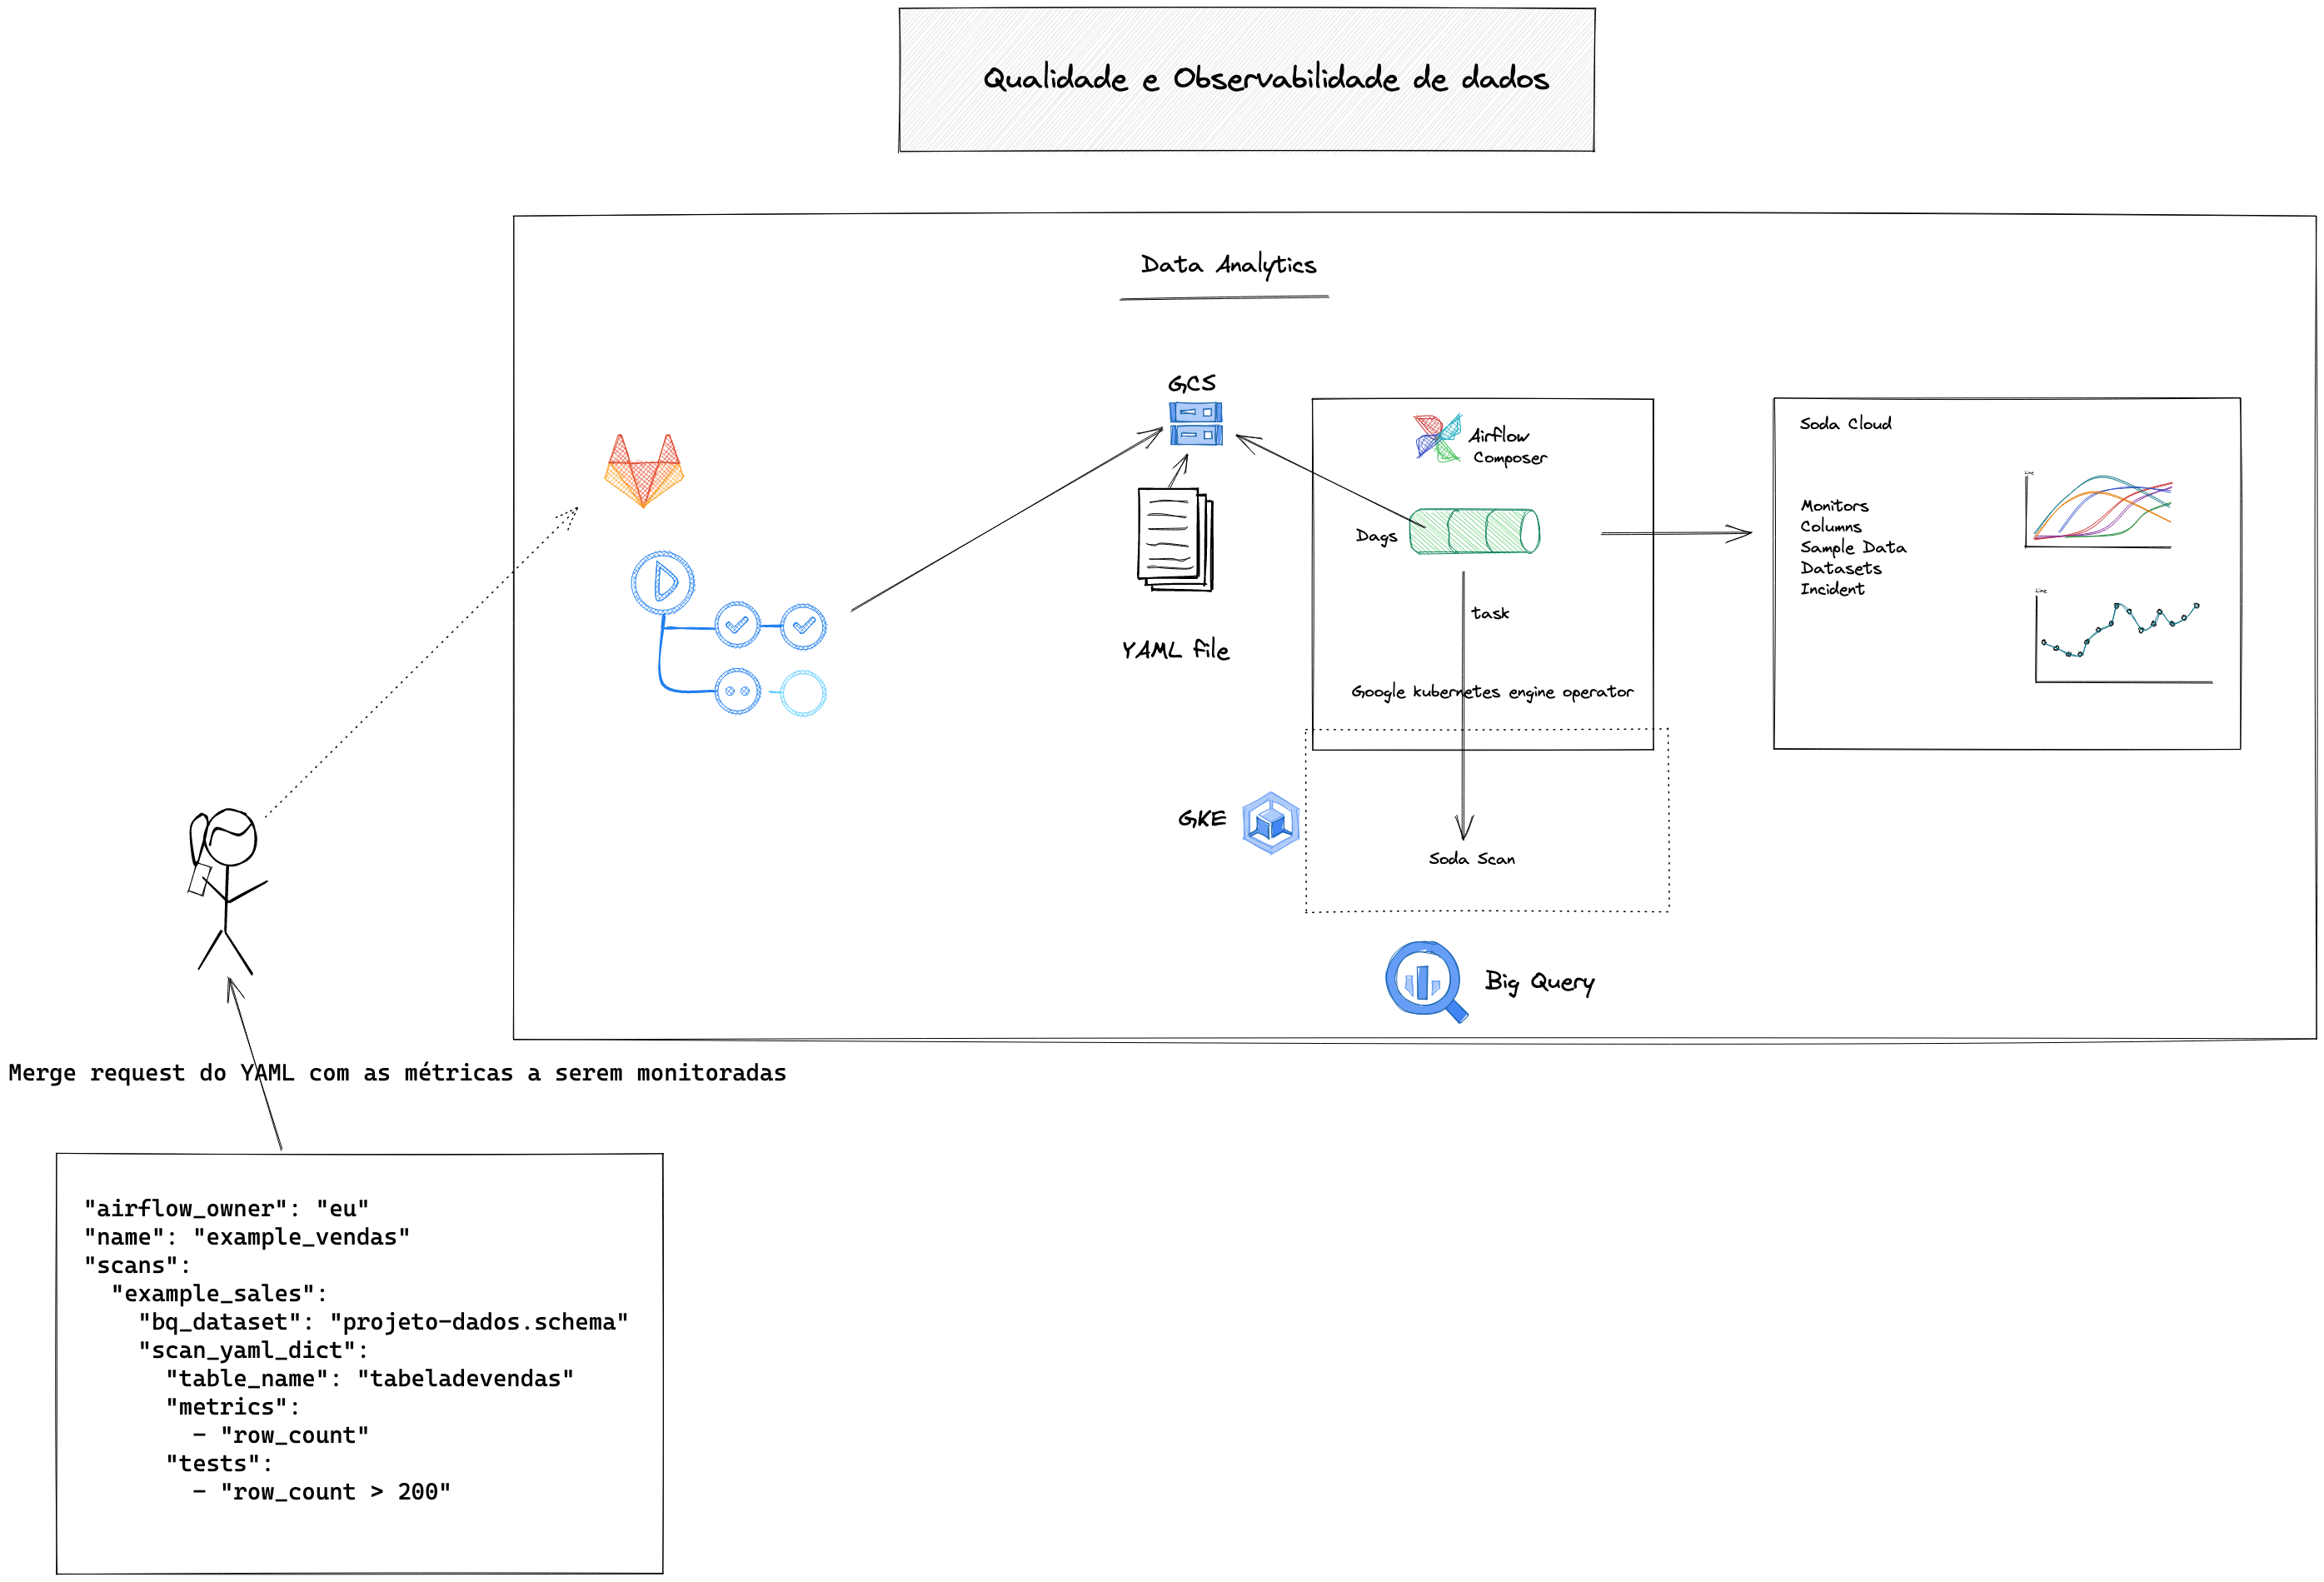 Qualidade e Observabilidade de dados
Data Analytics
GCS
YAML file
Airflow
Composer
Dags
task
Google kubernetes engine operator
GKE
Soda Scan
Big Query
Soda Cloud
Monitors
Columns
Sample Data
Datasets
Incident
Line
Line
Merge request do YAML com as métricas a serem monitoradas
"airflow_owner": "eu"
"name": "example_vendas"
"scans":
  "example_sales":
    "bq_dataset": "projeto-dados.schema"
    "scan_yaml_dict":
      "table_name": "tabeladevendas"
      "metrics":
        - "row_count"
      "tests":
        - "row_count > 200"